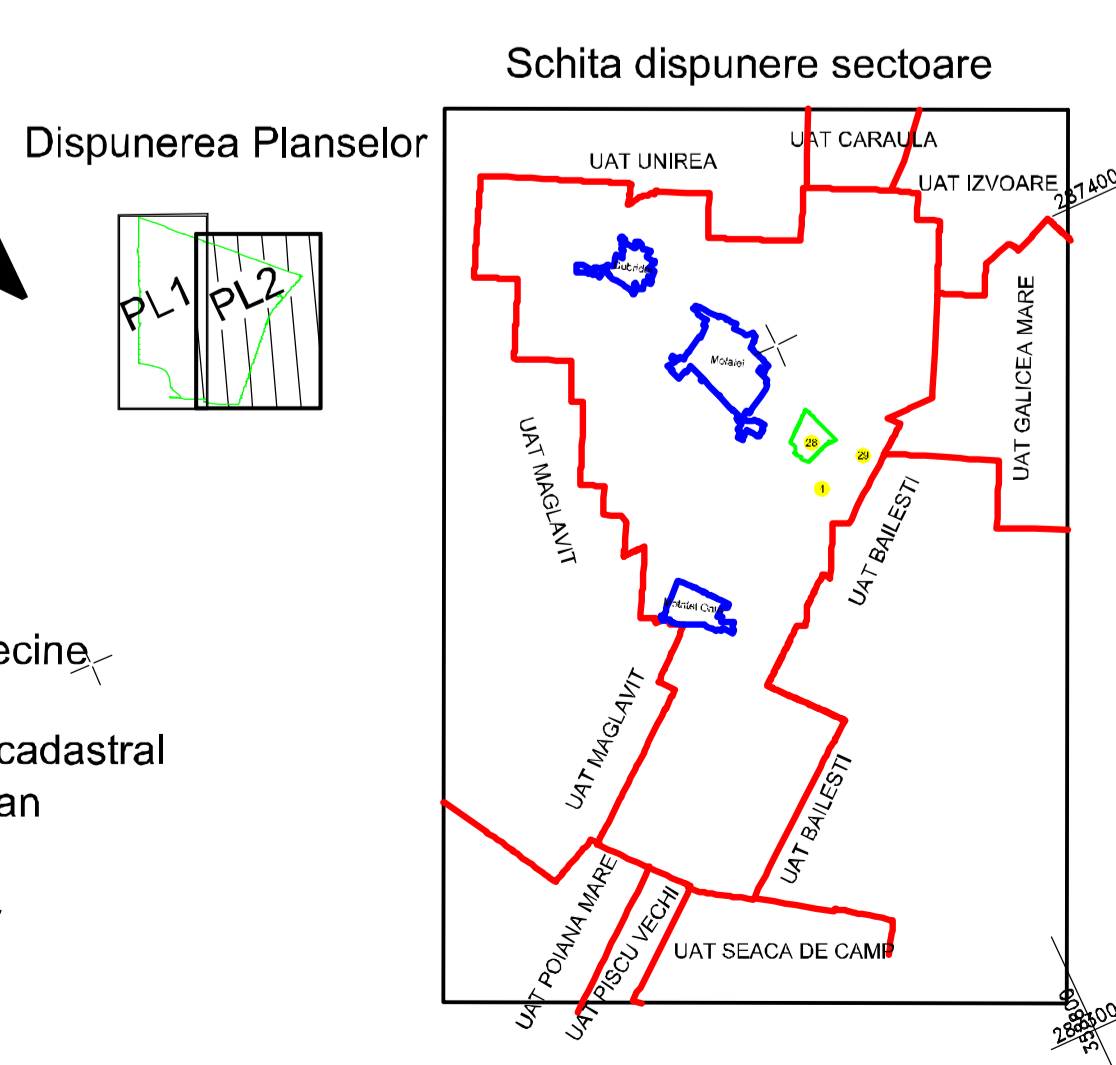 Schita dispunere sectoare
Dispunerea Planselor
UAT CARAULA
UAT UNIREA
UAT IZVOARE
287400
PL1
PL2
UAT GALICEA MARE
Motatei
UAT MAGLAVIT
28
29
1
UAT BAILESTI
ecine
UAT MAGLAVIT
cadastral
an
UAT BAILESTI
UAT POIANA MARE
UAT PISCU VECHI
UAT SEACA DE CAMP